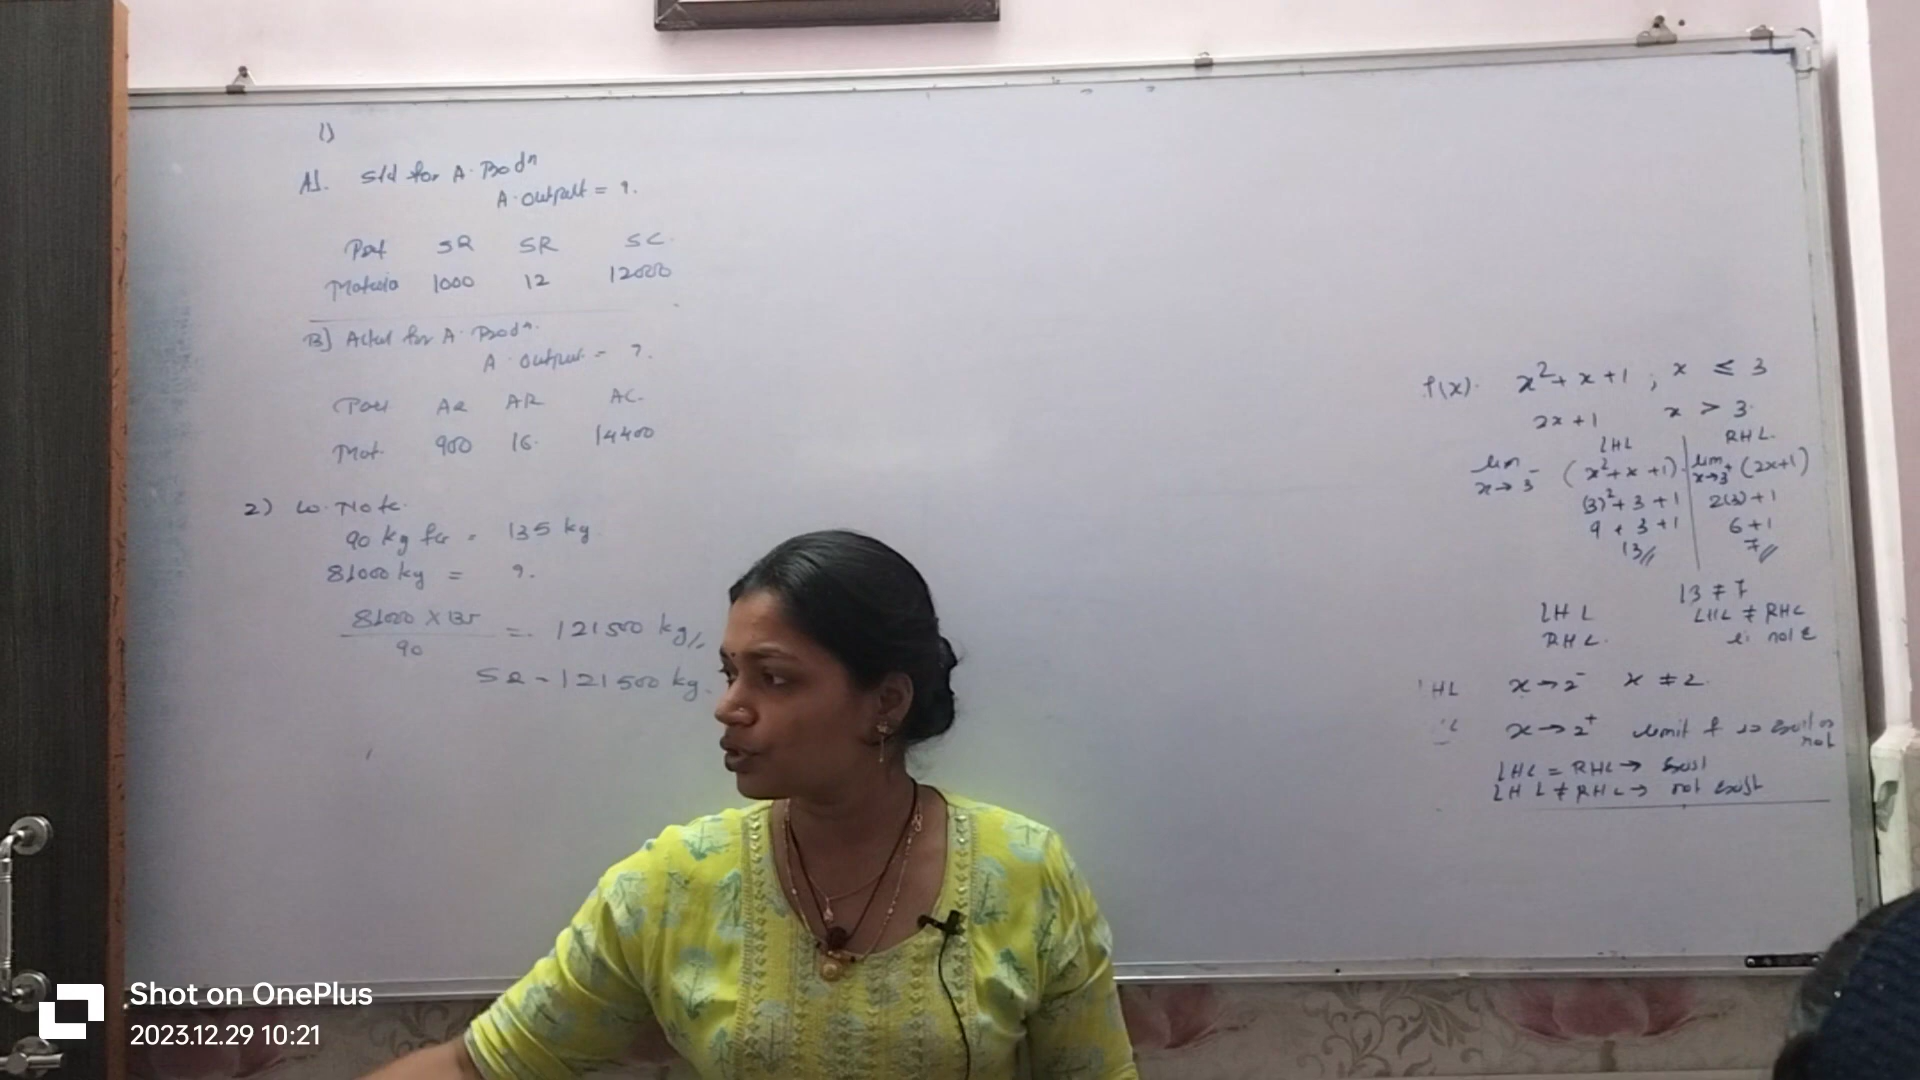 1)
A]. Std for A. Prodn
A. output = ?.
Part SQ SR SC.
Materia 1000 12 12000
B] Actul for A. Prodn.
A. output = ?.
Part AQ AR AC.
Mat. 900 16. 14400
2) W. Note.
90 kg for = 135 kg
81000 kg = ?.
81000 X 135
90
= 121500 kg//
SQ - 121500 kg.
f(x). x²+ x +1 ; x ≤ 3
2x +1 x > 3.
LHL RHL.
lim x→3⁻ (x²+x +1). lim x→3⁺ (2x+1)
(3)²+ 3 + 1 2(3)+1
9 + 3 +1 6+1
13// 7//
13 ≠ 7
LHL LHL ≠ RHL
RHL. not
HL x→2⁻ x ≠ 2.
L x→2⁺ limit f is or
not
LHL = RHL → Exist
LHL ≠ RHL → not exist
Shot on OnePlus
2023.12.29 10:21